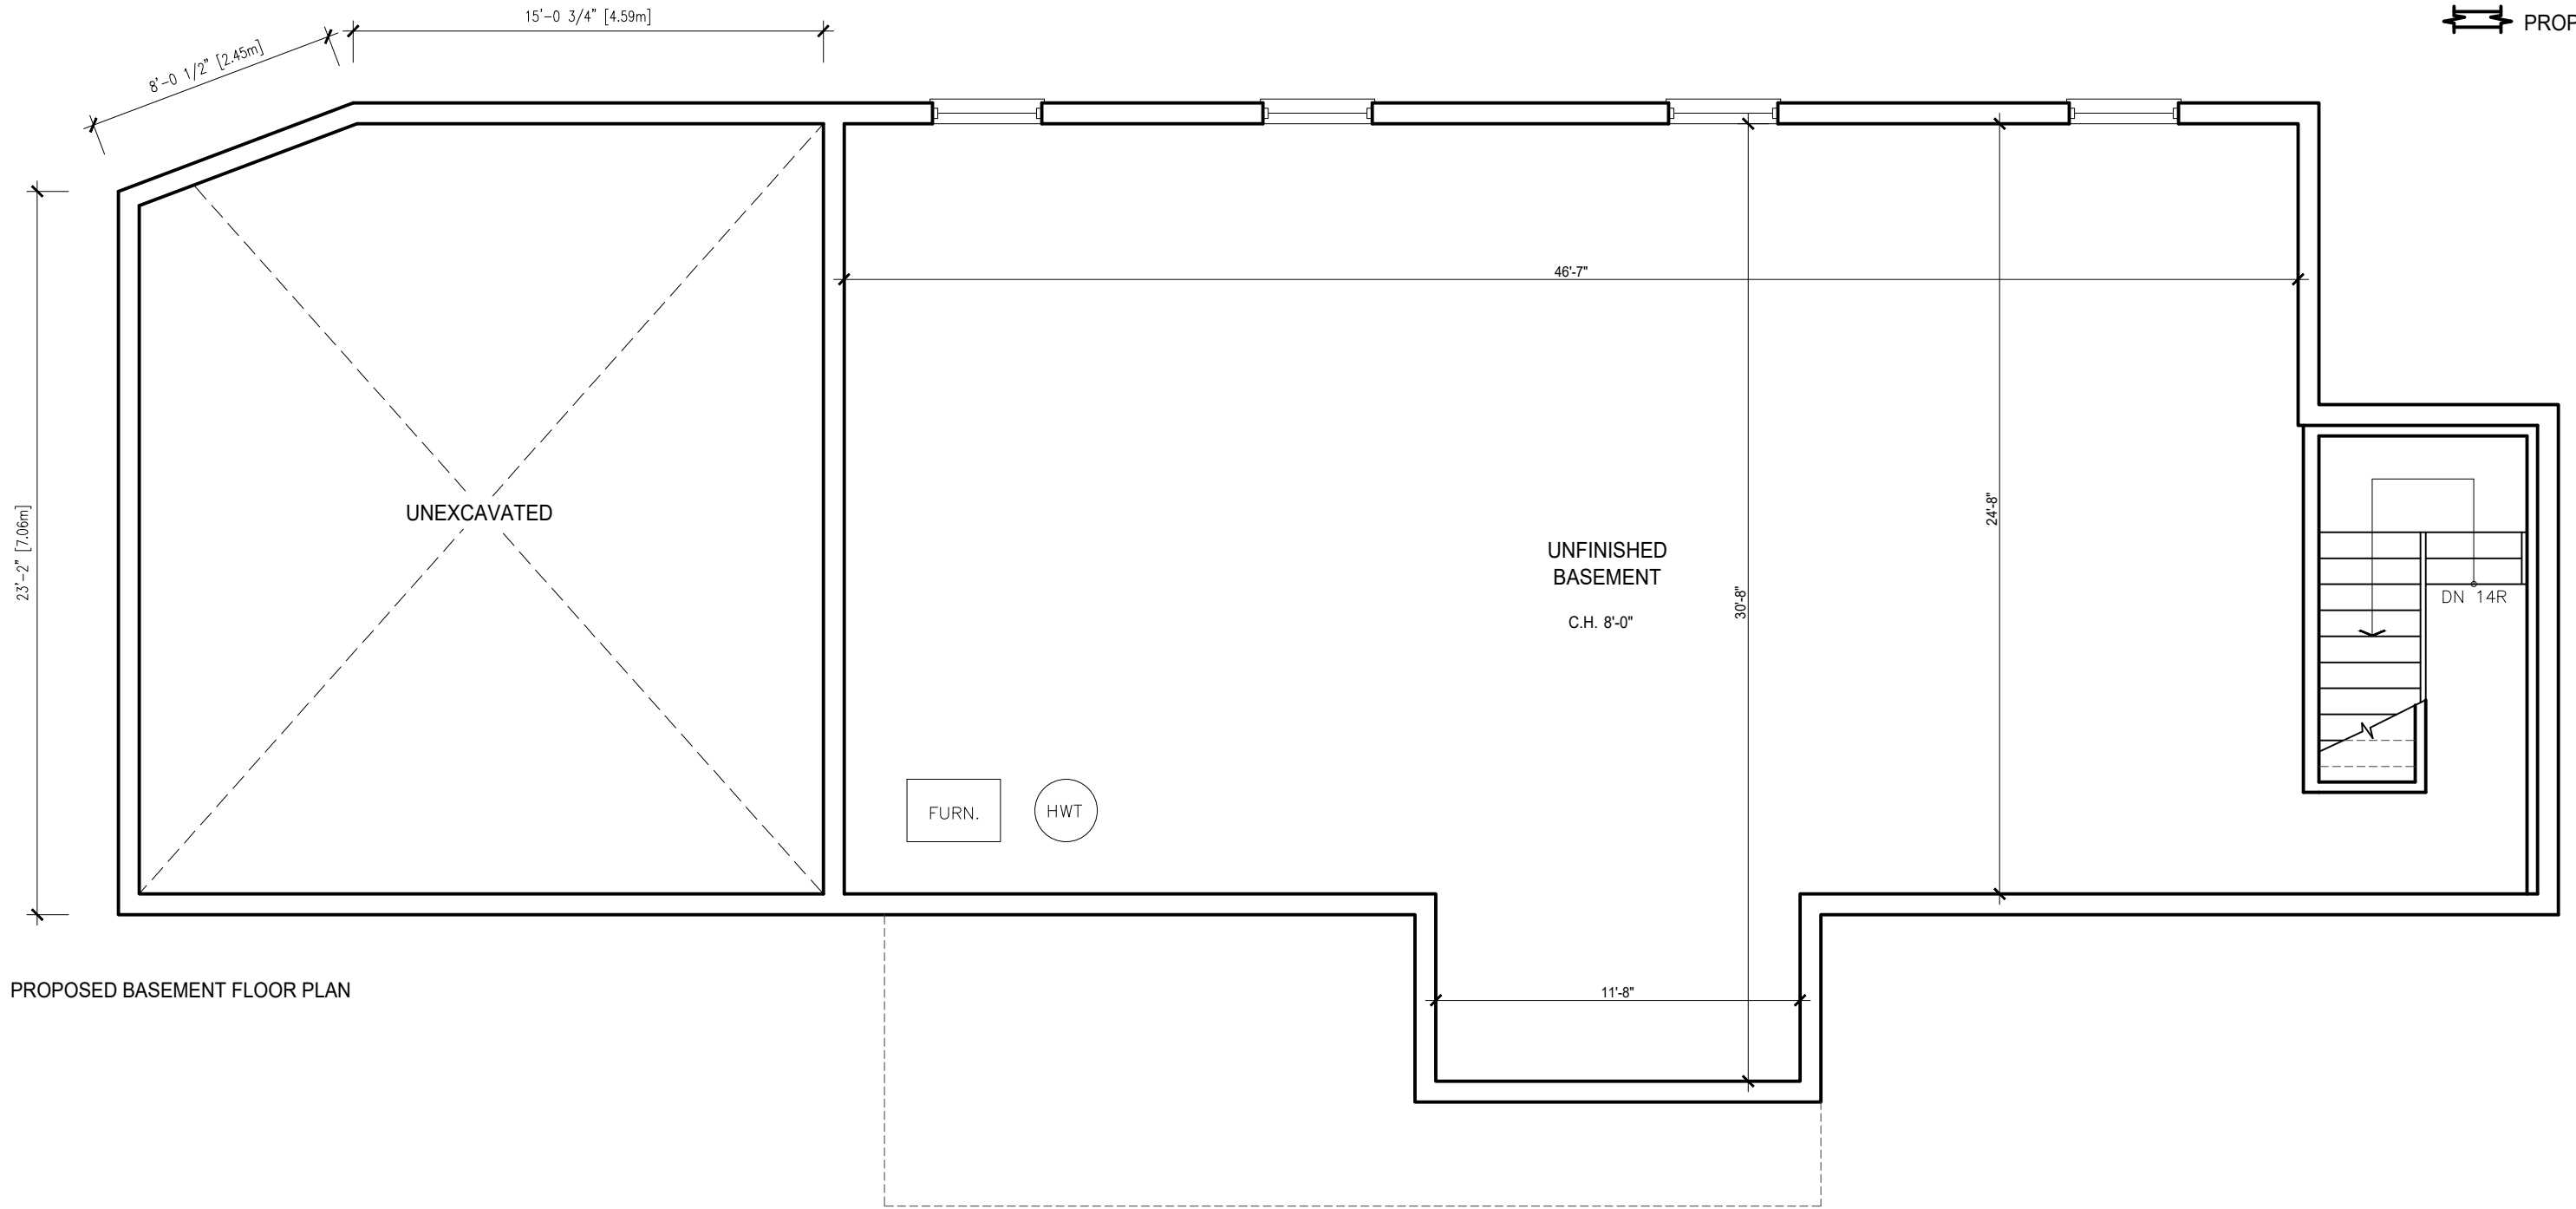 15'-0 3/4" [4.59m]
PROP
8'-0 1/2" [2.45m]
46'-7"
23'-2" [7.06m]
UNEXCAVATED
24'-8"
UNFINISHED
BASEMENT
30'-8"
C.H. 8'-0"
DN 14R
FURN.
HWT
PROPOSED BASEMENT FLOOR PLAN
11'-8"